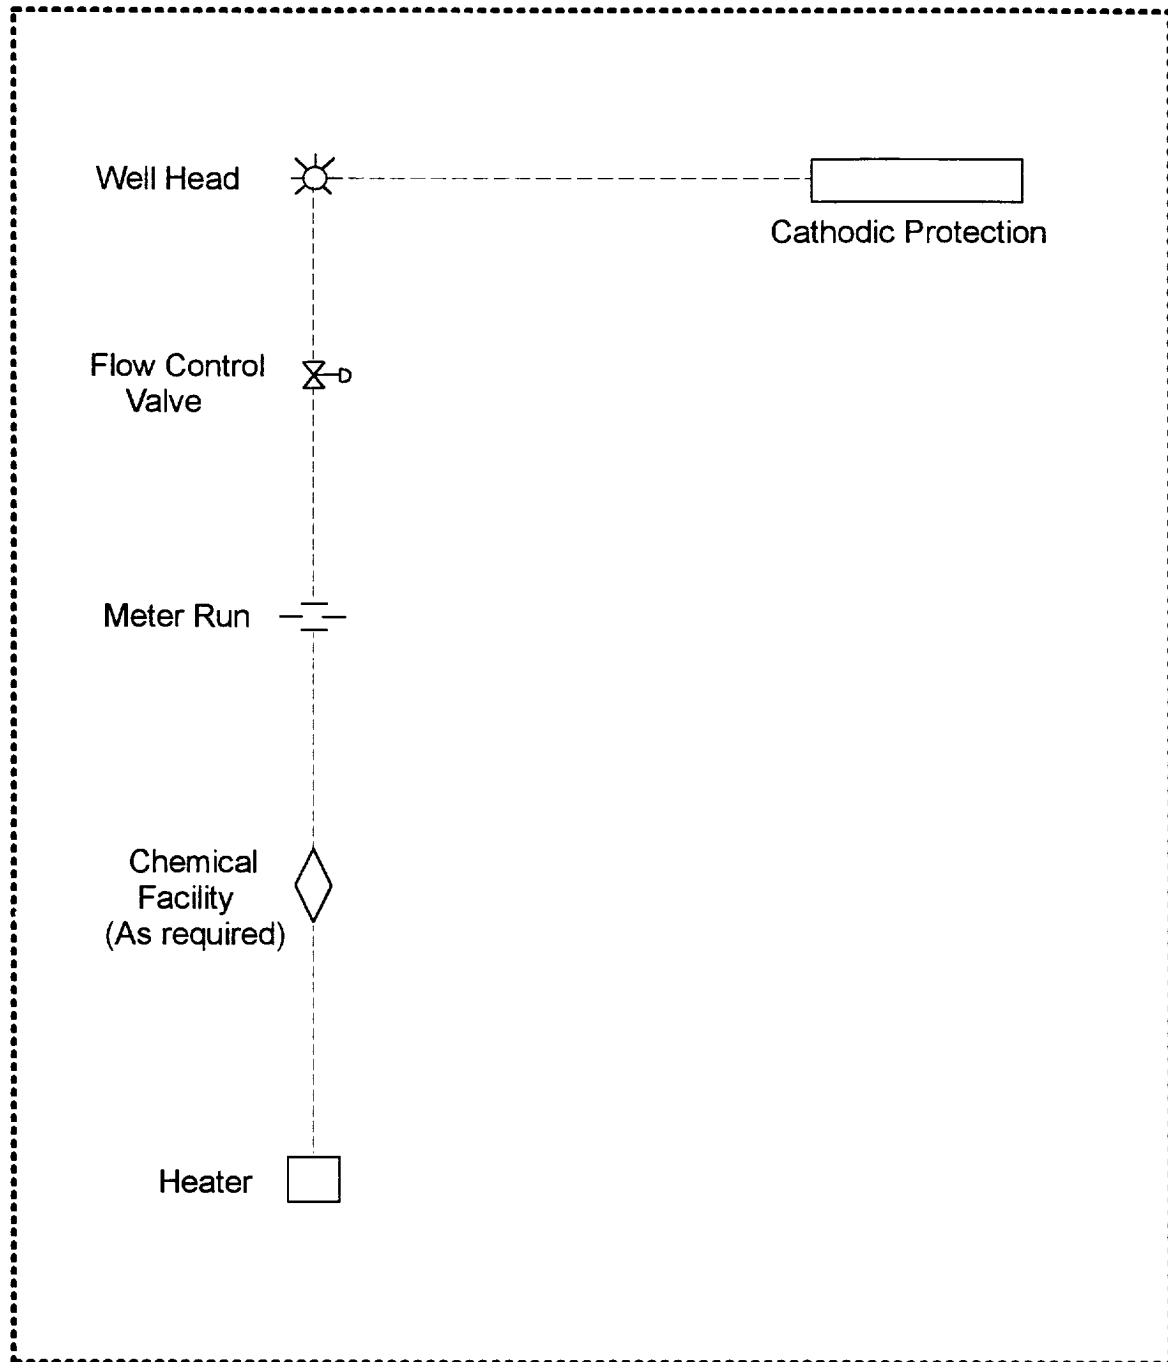 Well Head
Cathodic Protection
Flow Control
Valve
Meter Run
Chemical
Facility
(As required)
Heater